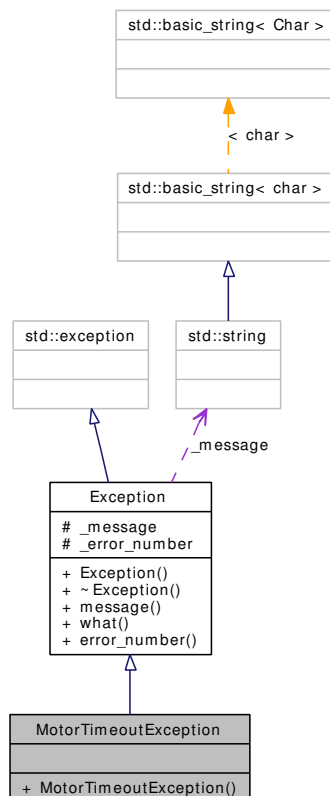 std::basic_string< Char >
< char >
std::basic_string< char>
std::exception
std::string
_message
Exception
# _message
# _error_number
+ Exception()
+ ~Exception()
+ message()
+ what()
+ error_number()
MotorTimeoutException
+ MotorTimeoutException()